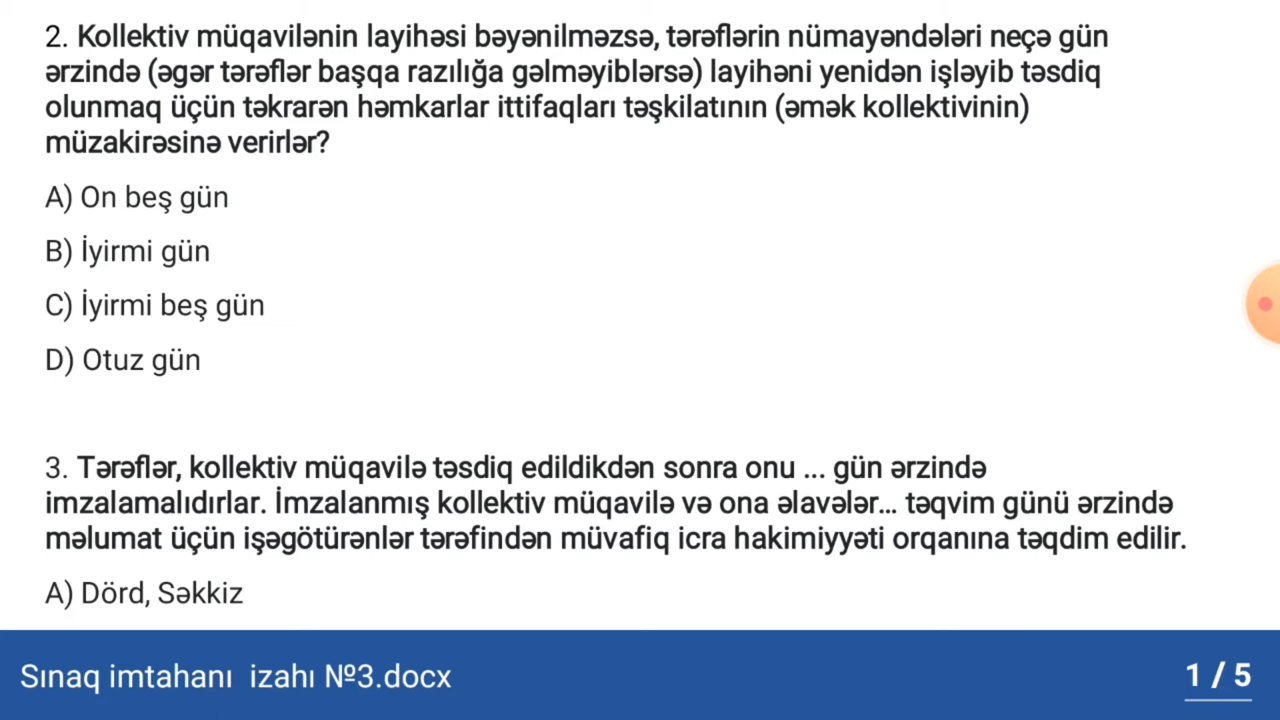 2. Kollektiv müqavilənin layihəsi bəyənilməzsə, tərəflərin nümayəndələri neçə gün
ərzində (əgər tərəflər başqa razılığa gəlməyiblərsə) layihəni yenidən işləyib təsdiq
olunmaq üçün təkrarən həmkarlar ittifaqları təşkilatının (əmək kollektivinin)
müzakirəsinə verirlər?
A) On beş gün
B) İyirmi gün
C) İyirmi beş gün
D) Otuz gün
3. Tərəflər, kollektiv müqavilə təsdiq edildikdən sonra onu ... gün ərzində
imzalamalıdırlar. İmzalanmış kollektiv müqavilə və ona əlavələr... təqvim günü ərzində
məlumat üçün işəgötürənlər tərəfindən müvafiq icra hakimiyyəti orqanına təqdim edilir.
A) Dörd, Səkkiz
Sınaq imtahanı  izahı №3.docx
1 / 5